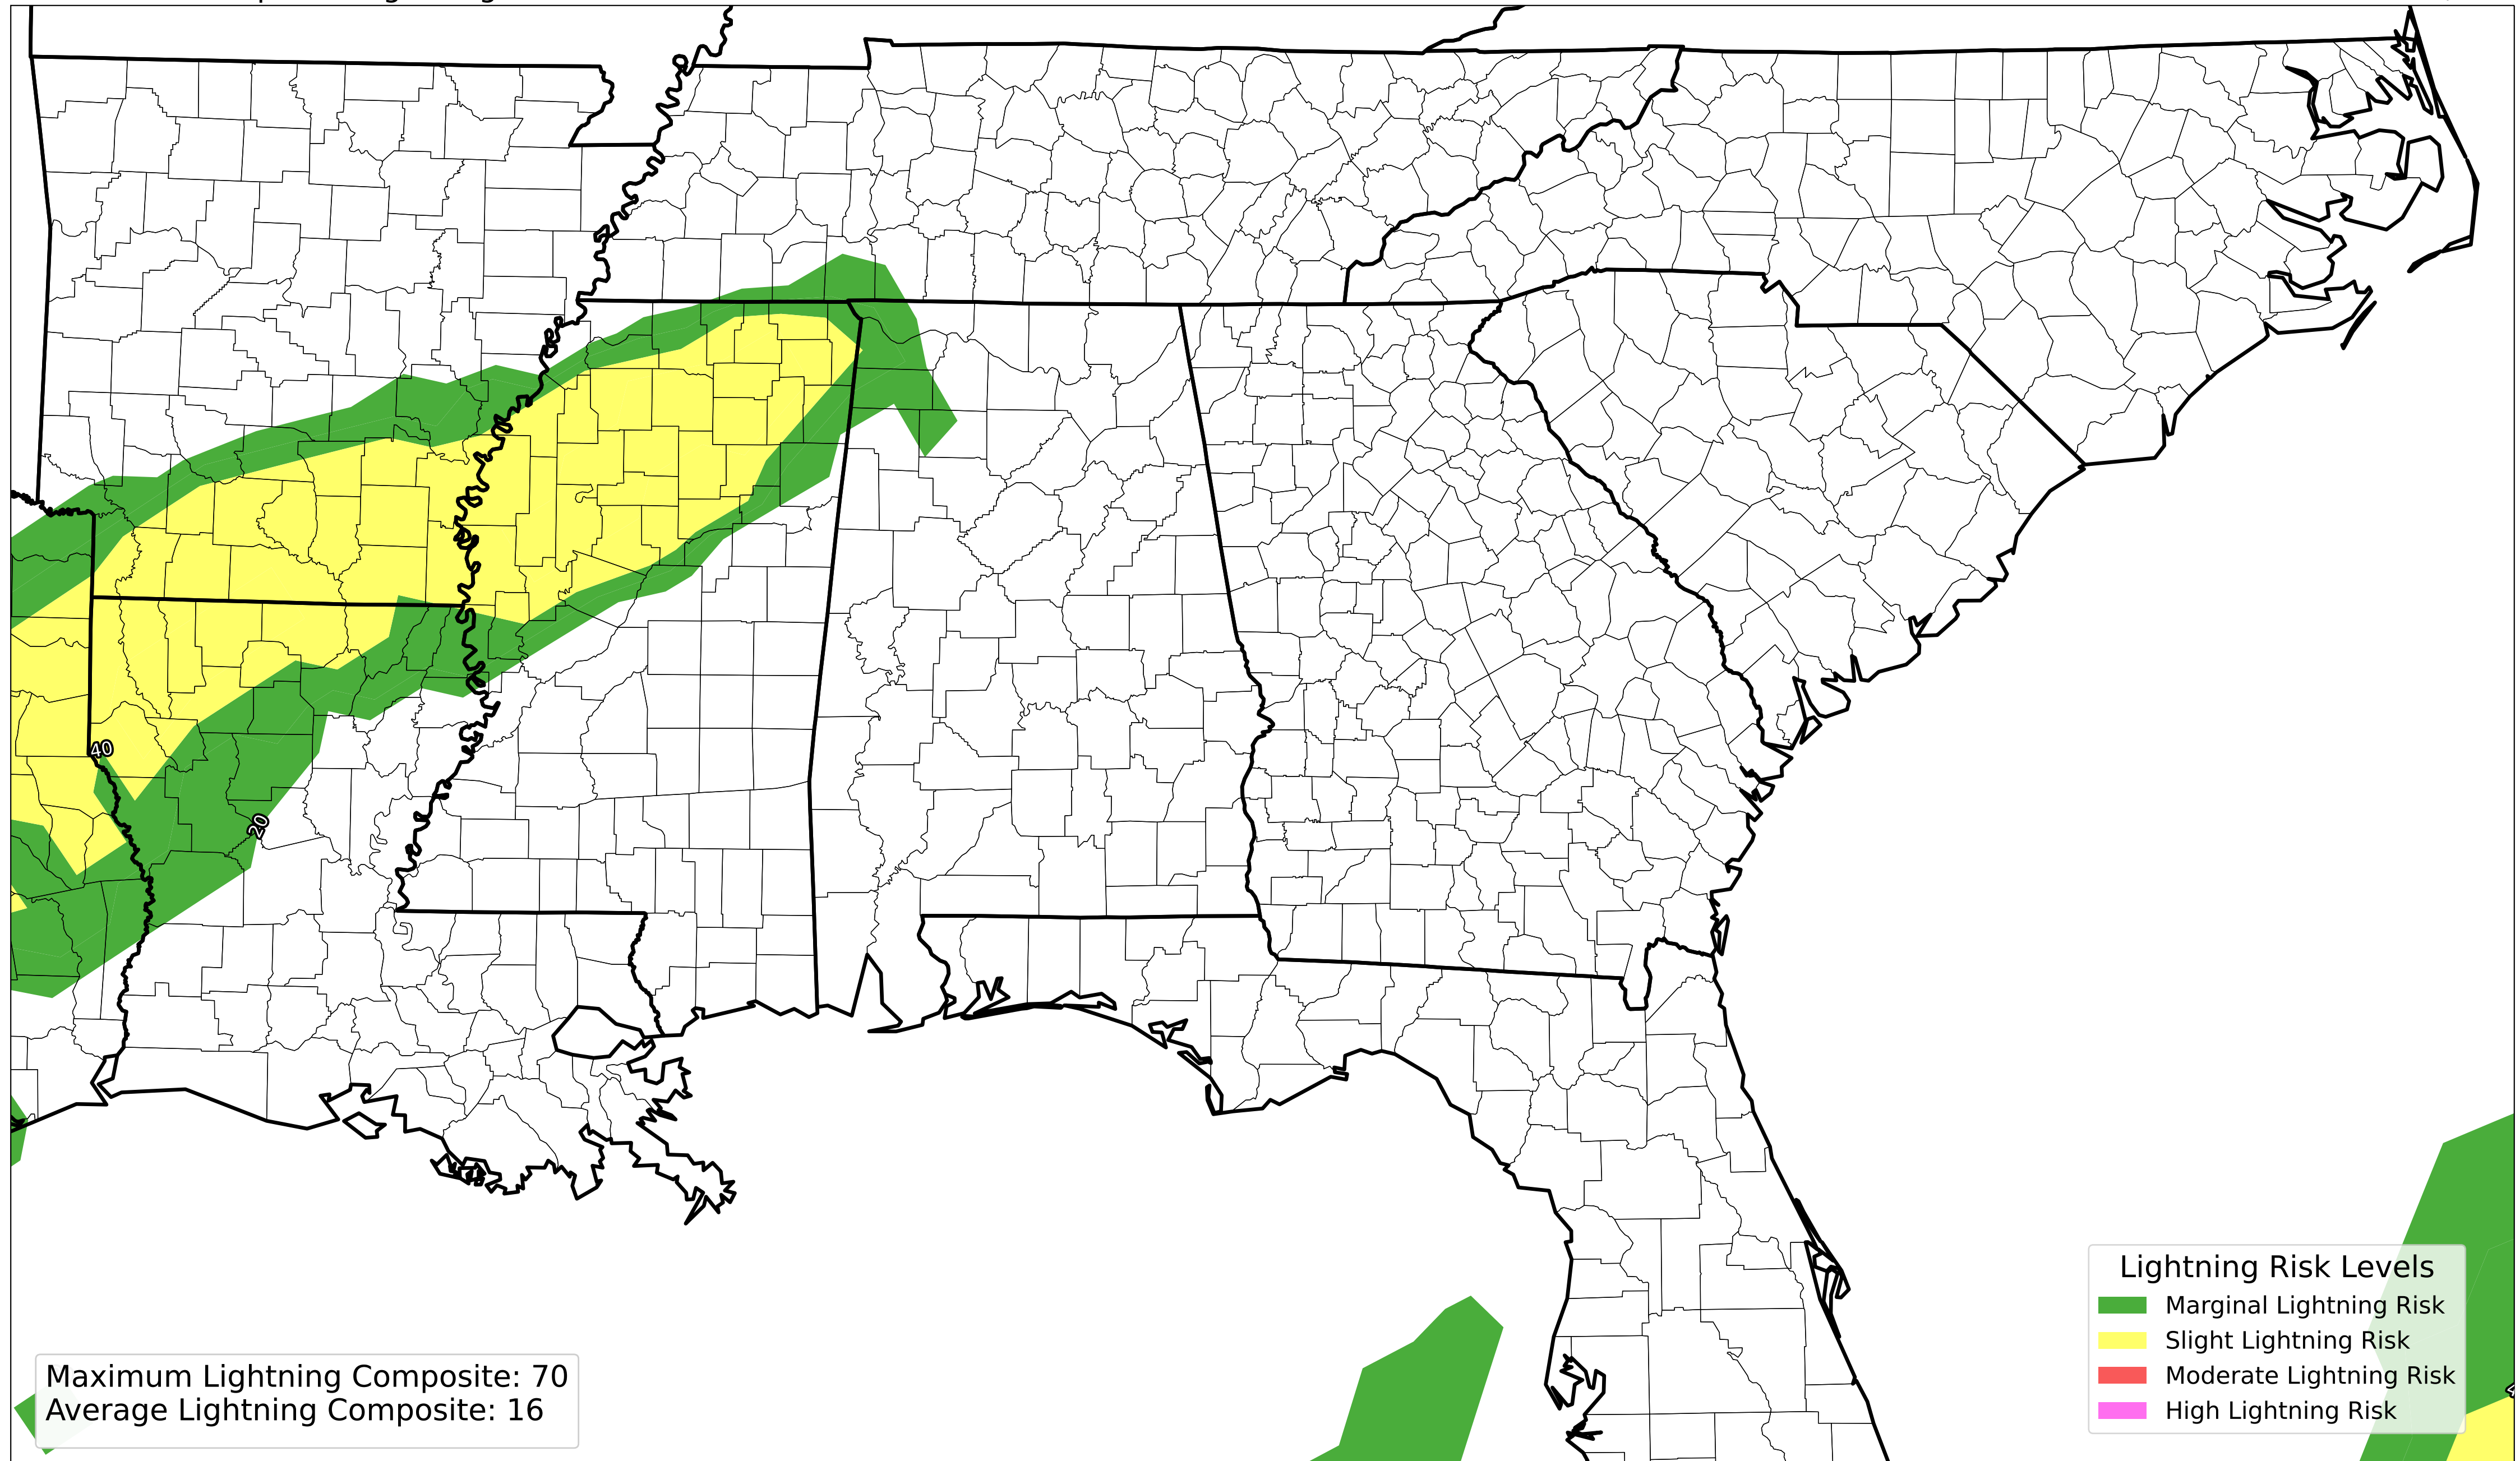 40
20
Maximum Lightning Composite: 70
Average Lightning Composite: 16
Lightning Risk Levels
Marginal Lightning Risk
Slight Lightning Risk
Moderate Lightning Risk
High Lightning Risk